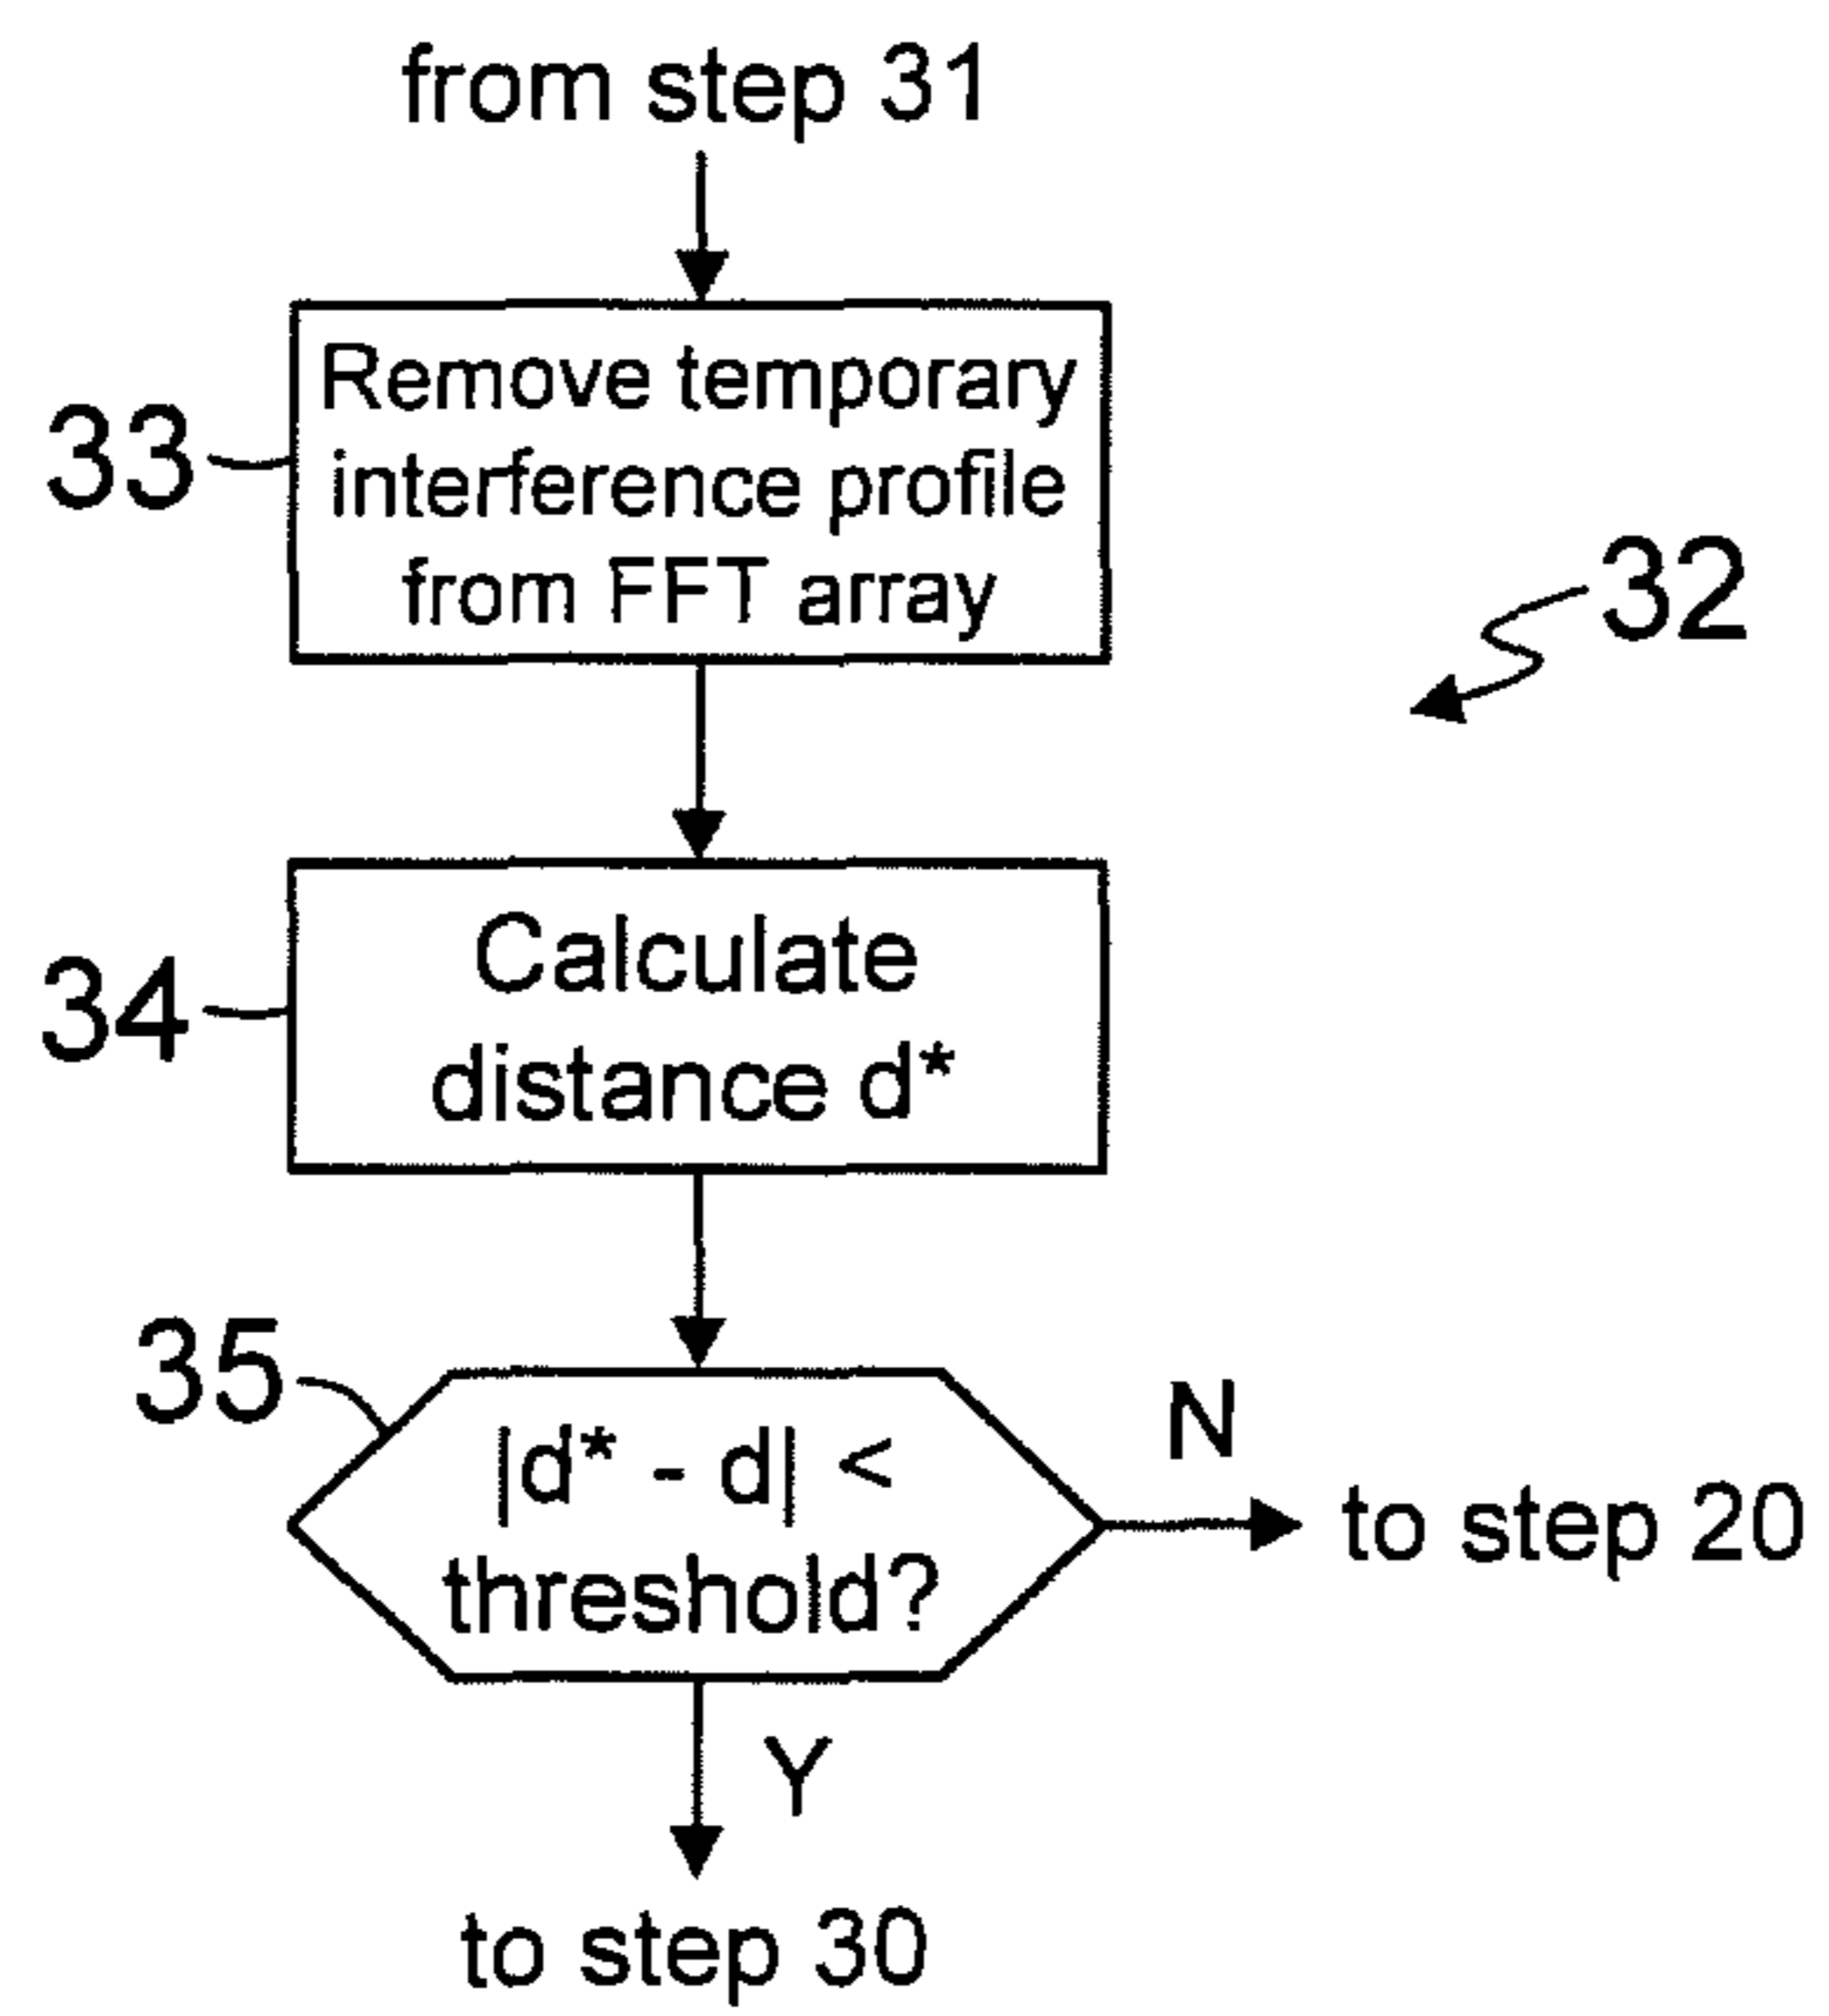 from step 31
Remove temporary
interference profile
from FFT array
33
32
Calculate
distance d*
34
35
|d* - d| <
threshold?
N
to step 20
Y
to step 30